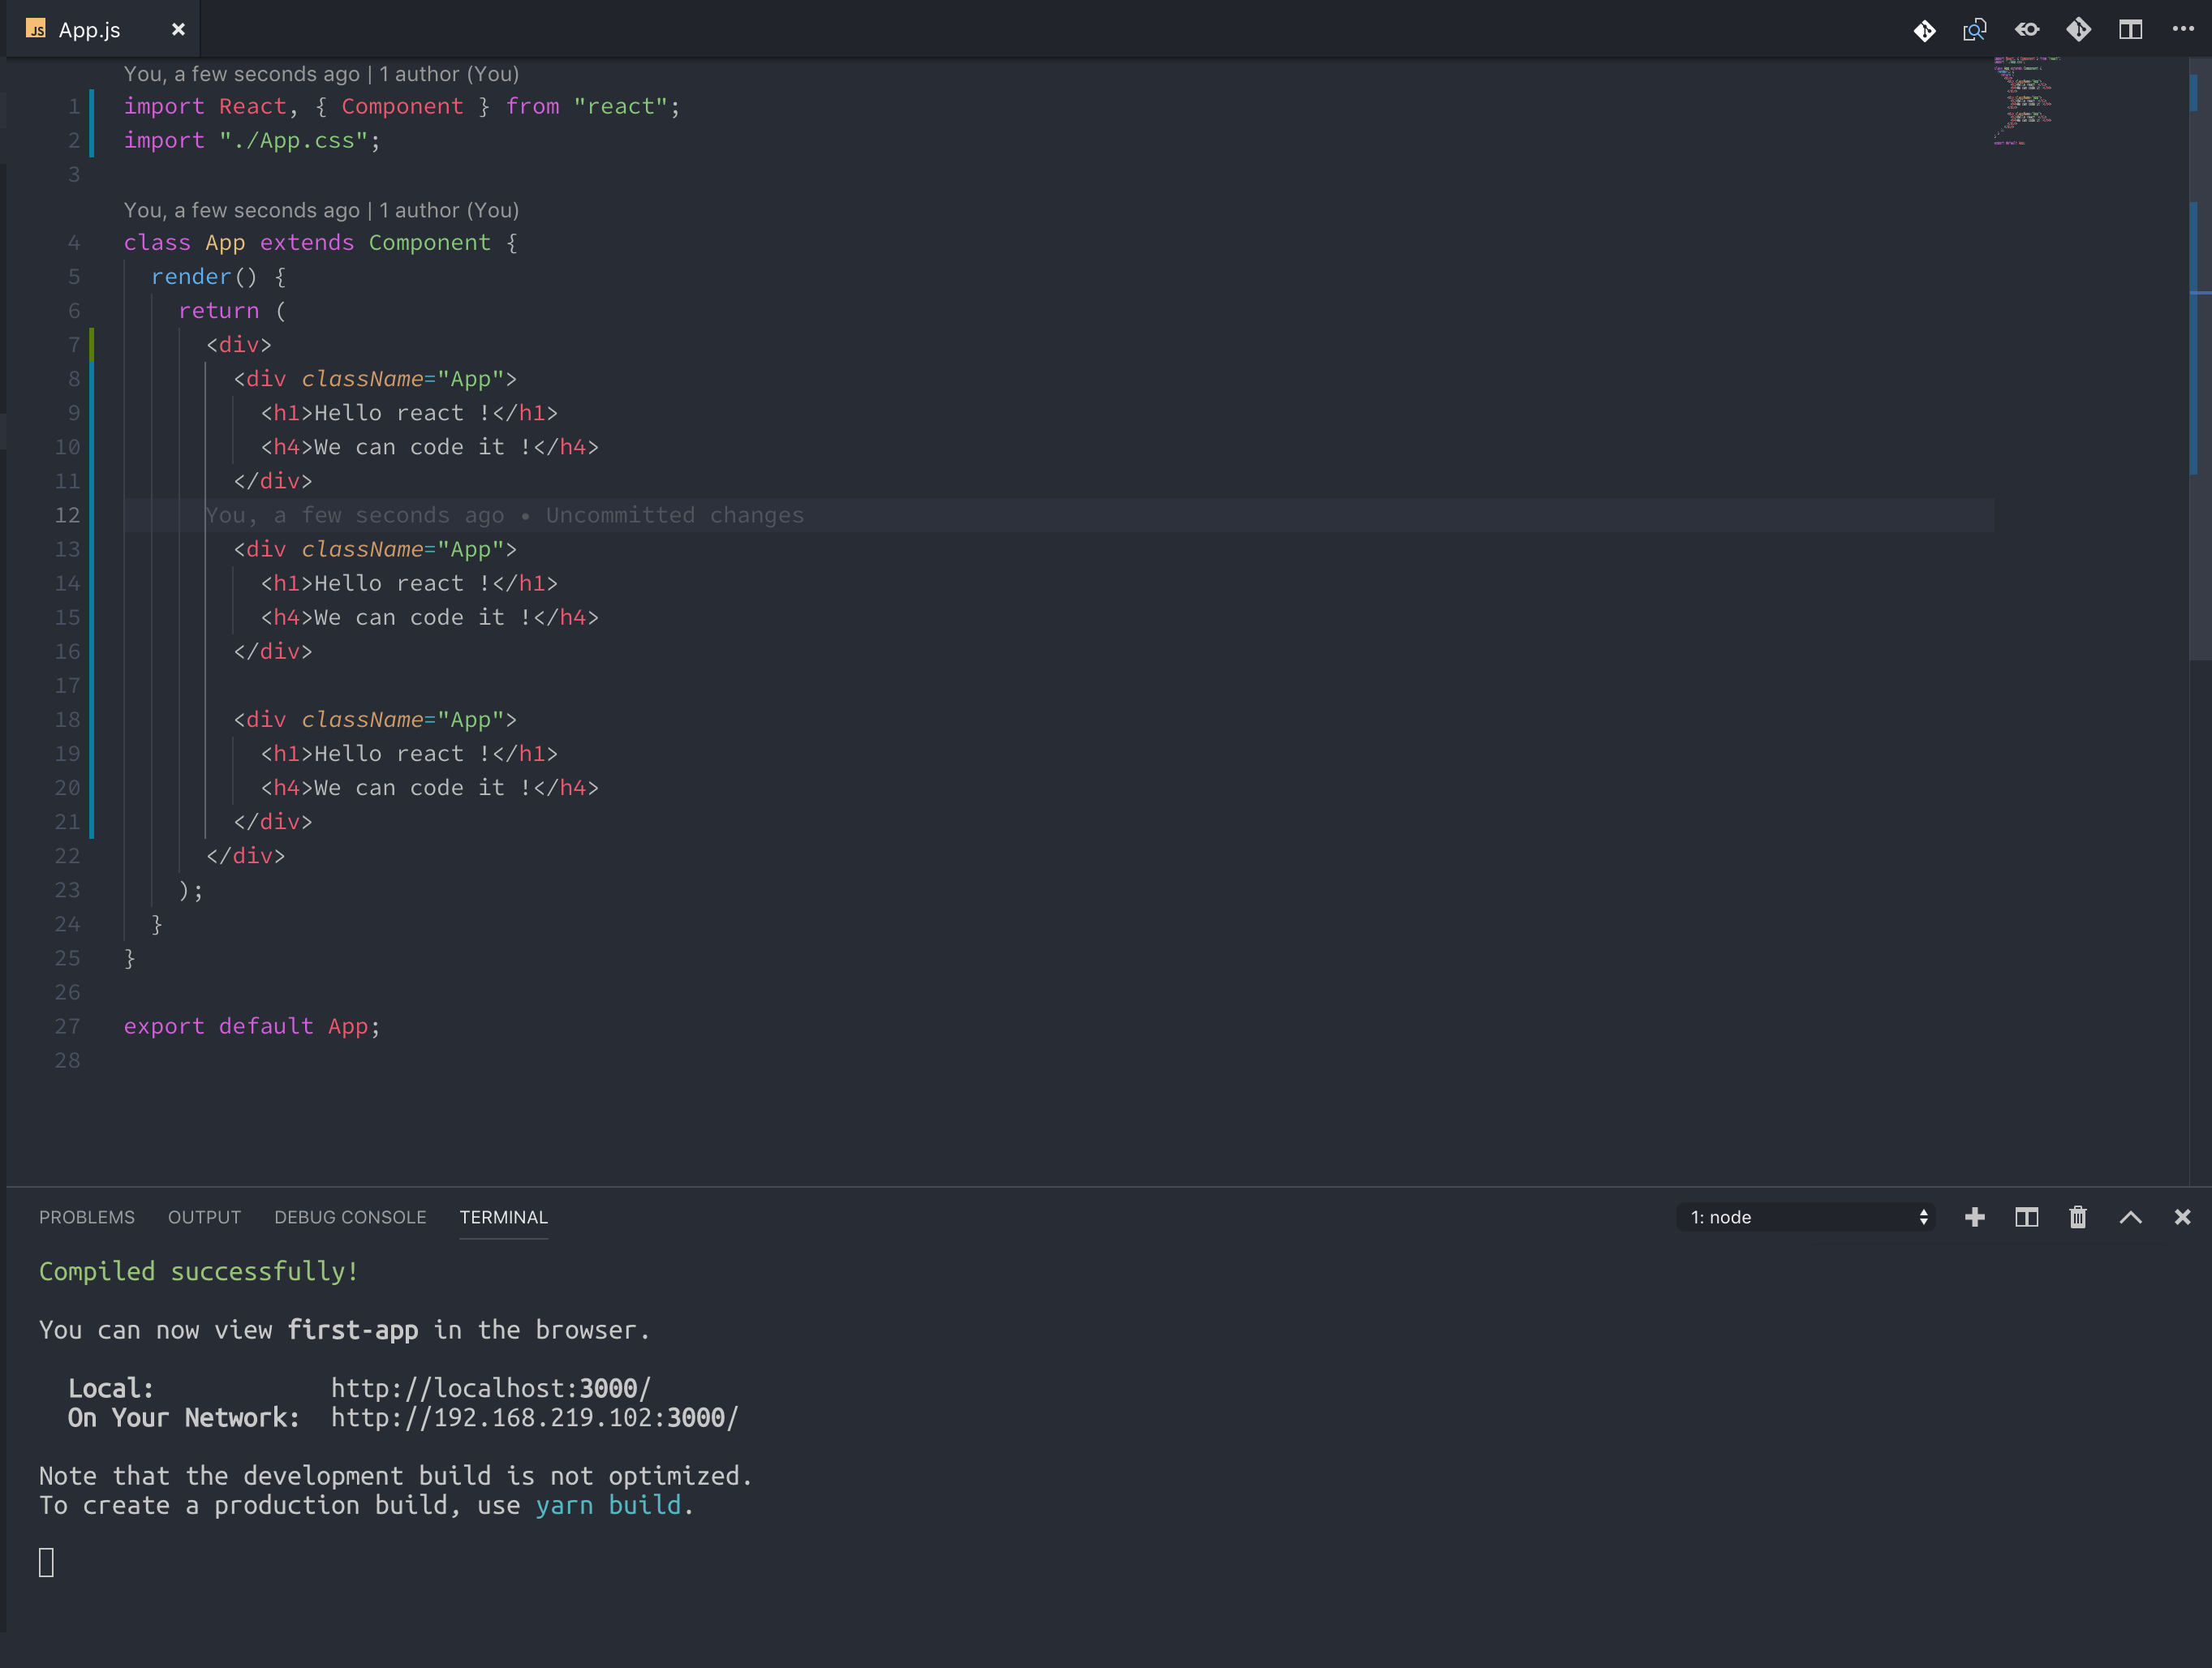 JS App.js
You, a few seconds ago | 1 author (You)
1 import React, { Component } from "react";
2 import "./App.css";
3
You, a few seconds ago | 1 author (You)
4 class App extends Component {
5 render() {
6 return (
7 <div>
8 <div className="App">
9 <h1>Hello react !</h1>
10 <h4>We can code it !</h4>
11 </div>
12 You, a few seconds ago • Uncommitted changes
13 <div className="App">
14 <h1>Hello react !</h1>
15 <h4>We can code it !</h4>
16 </div>
17
18 <div className="App">
19 <h1>Hello react !</h1>
20 <h4>We can code it !</h4>
21 </div>
22 </div>
23 );
24 }
25 }
26
27 export default App;
28
PROBLEMS OUTPUT DEBUG CONSOLE TERMINAL 1: node
Compiled successfully!
You can now view first-app in the browser.
Local: http://localhost:3000/
On Your Network: http://192.168.219.102:3000/
Note that the development build is not optimized.
To create a production build, use yarn build.